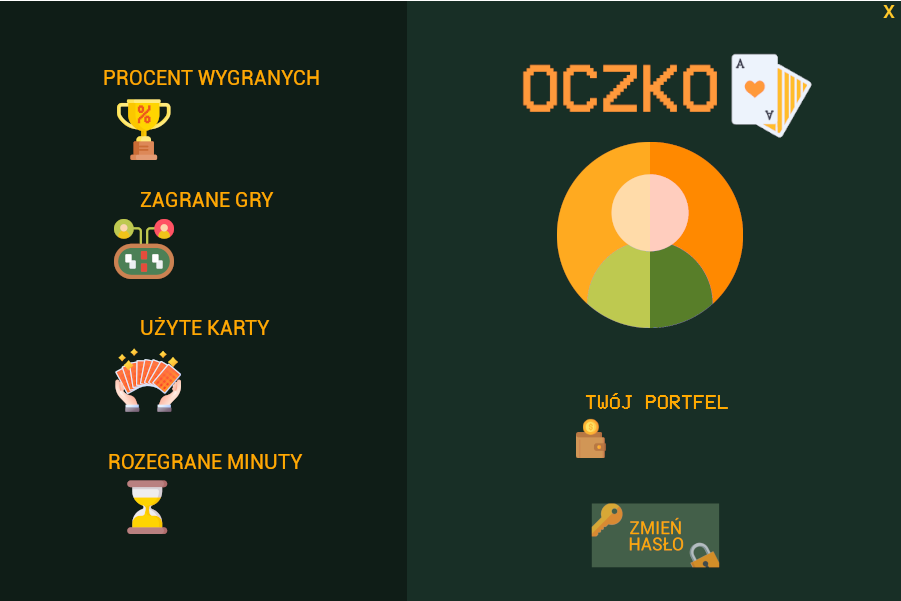 X
PROCENT WYGRANYCH
%
ZAGRANE GRY
UŻYTE KARTY
ROZEGRANE MINUTY
OCZKO
A
A
TWÓJ PORTFEL
ZMIEŃ
HASŁO